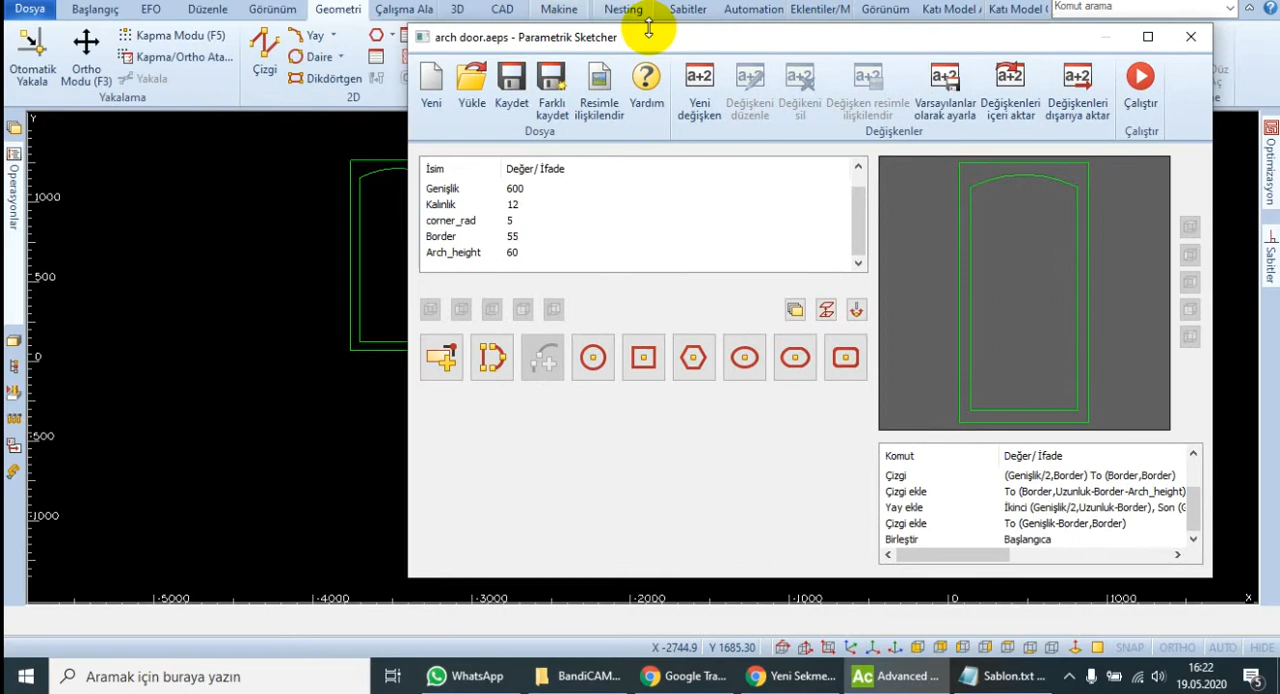 Dosya Başlangıç EFO Düzenle Görünüm Geometri Çalışma Ala 3D CAD Makine Nesting Sabitler Automation Eklentiler/M Görünüm Katı Model A Katı Model C Komut arama
arch door.aeps - Parametrik Sketcher
Otomatik Yakala
Ortho Modu (F3)
Kapma Modu (F5)
Kapma/Ortho Ata...
Yakala
Yakalama
Çizgi
Yay
Daire
Dikdörtgen
2D
Yeni
Yükle
Kaydet
Farklı kaydet
Resimle ilişkilendir
Yardım
Dosya
Yeni değişken
Değişkeni düzenle
Değikeni sil
Değişken resimle ilişkilendir
Varsayılanlar olarak ayarla
Değişkenleri içeri aktar
Değişkenleri dışarıya aktar
Değişkenler
Çalıştır
Çalıştır
Düz
Operasyonlar
Optimizasyon
Sabitler
Y
1000
500
0
-500
-1000
İsim Değer/ İfade
Genişlik 600
Kalınlık 12
corner_rad 5
Border 55
Arch_height 60
Komut Değer/ İfade
Çizgi (Genişlik/2,Border) To (Border,Border)
Çizgi ekle To (Border,Uzunluk-Border-Arch_height)
Yay ekle İkinci (Genişlik/2,Uzunluk-Border), Son (G
Çizgi ekle To (Genişlik-Border,Border)
Birleştir Başlangıca
-5000 -4000 -3000 -2000 -1000 0 1000 X
X -2744.9 Y 1685.30 SNAP ORTHO AUTO HIDE
Aramak için buraya yazın WhatsApp BandiCAM... Google Tra... Yeni Sekme... Ac Advanced ... Sablon.txt ... 16:22
19.05.2020 5